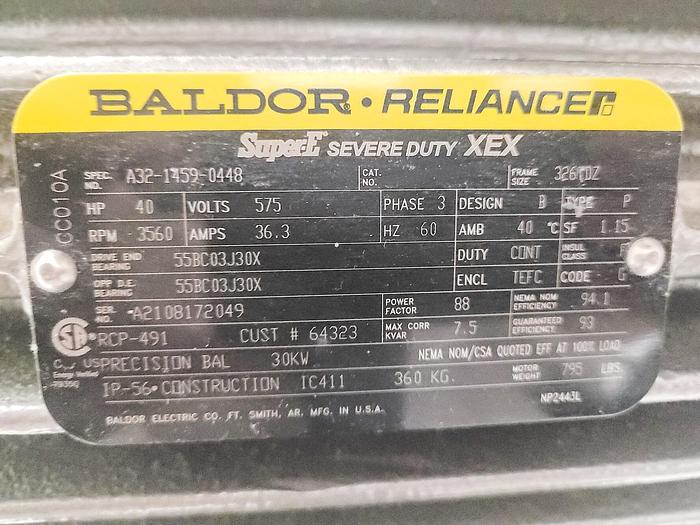 BALDOR • RELIANCE
Super-E SEVERE DUTY XEX
CC010A
SPEC. NO. A32-1459-0448 CAT. NO. FRAME SIZE 326TDZ
HP 40 VOLTS 575 PHASE 3 DESIGN B TYPE P
RPM 3560 AMPS 36.3 HZ 60 AMB 40 °C SF 1.15
DRIVE END BEARING 55BC03J30X DUTY CONT INSUL CLASS F
OPP D.E. BEARING 55BC03J30X ENCL TEFC CODE G
SER. NO. A2108172049 POWER FACTOR 88 NEMA NOM EFFICIENCY 94.1
RCP-491 CUST # 64323 MAX CORR KVAR 7.5 GUARANTEED EFFICIENCY 93
PRECISION BAL 30KW NEMA NOM/CSA QUOTED EFF AT 100% LOAD
IP-56 • CONSTRUCTION IC411 360 KG. MOTOR WEIGHT 795 LBS.
BALDOR ELECTRIC CO. FT. SMITH, AR. MFG. IN U.S.A. NP2443L